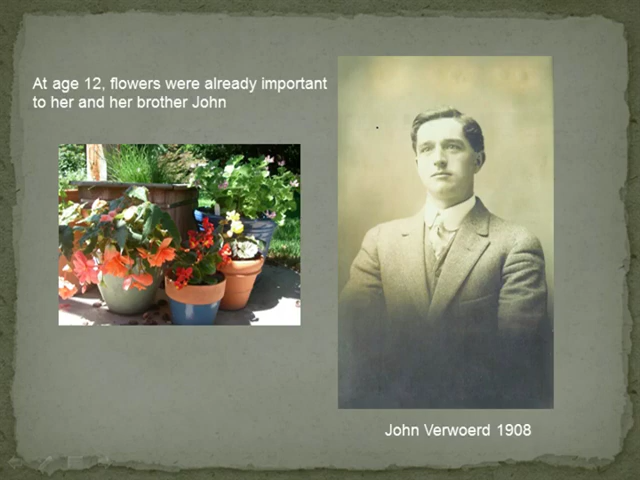 At age 12, flowers were already important
to her and her brother John
John Verwoerd 1908